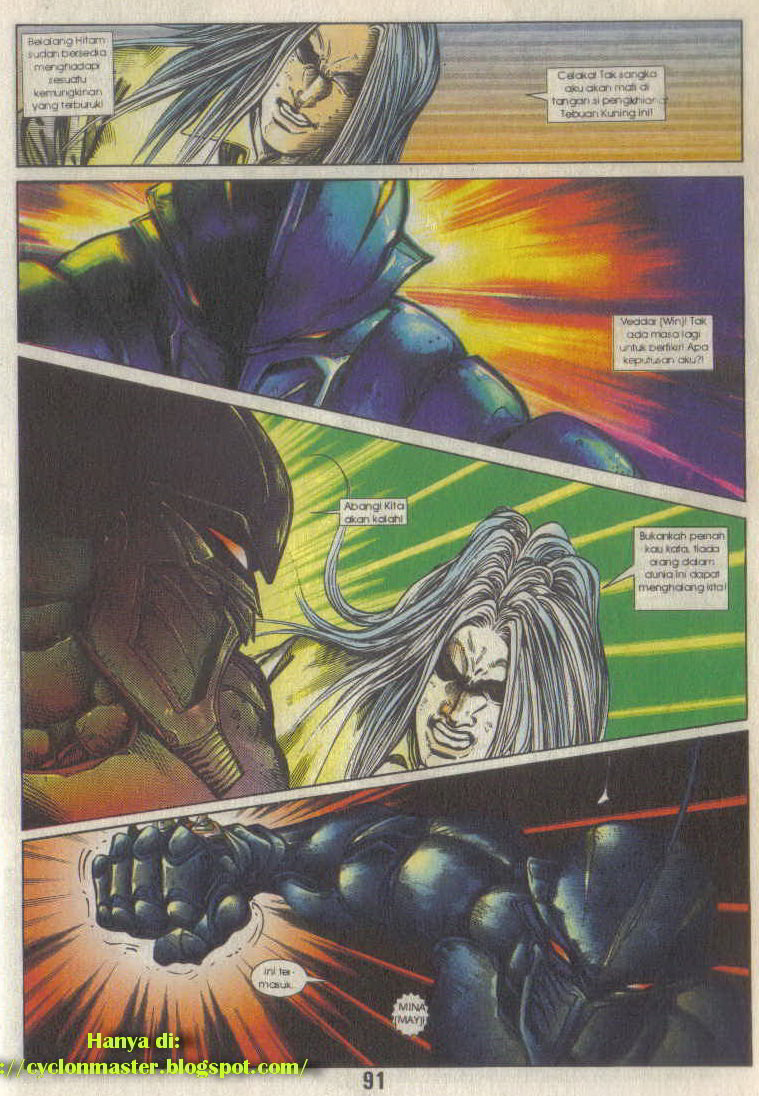 Belalang Hitam
sudah bersedia
menghadapi
sesuatu
kemungkinan
yang terburuk!
Celaka! Tak sangka
aku akan mati di
tangan si pengkhianat
Tebuan Kuning ini!
Veddar (Win)! Tak
ada masa lagi
untuk berfikir! Apa
keputusan aku?!
Abang! Kita
akan kalah!
Bukankah pernah
kau kata, tiada
orang dalam
dunia ini dapat
menghalang kita!
Ini ter-
masuk..
MINA
(MAY)!
Hanya di:
://cyclonmaster.blogspot.com/
91